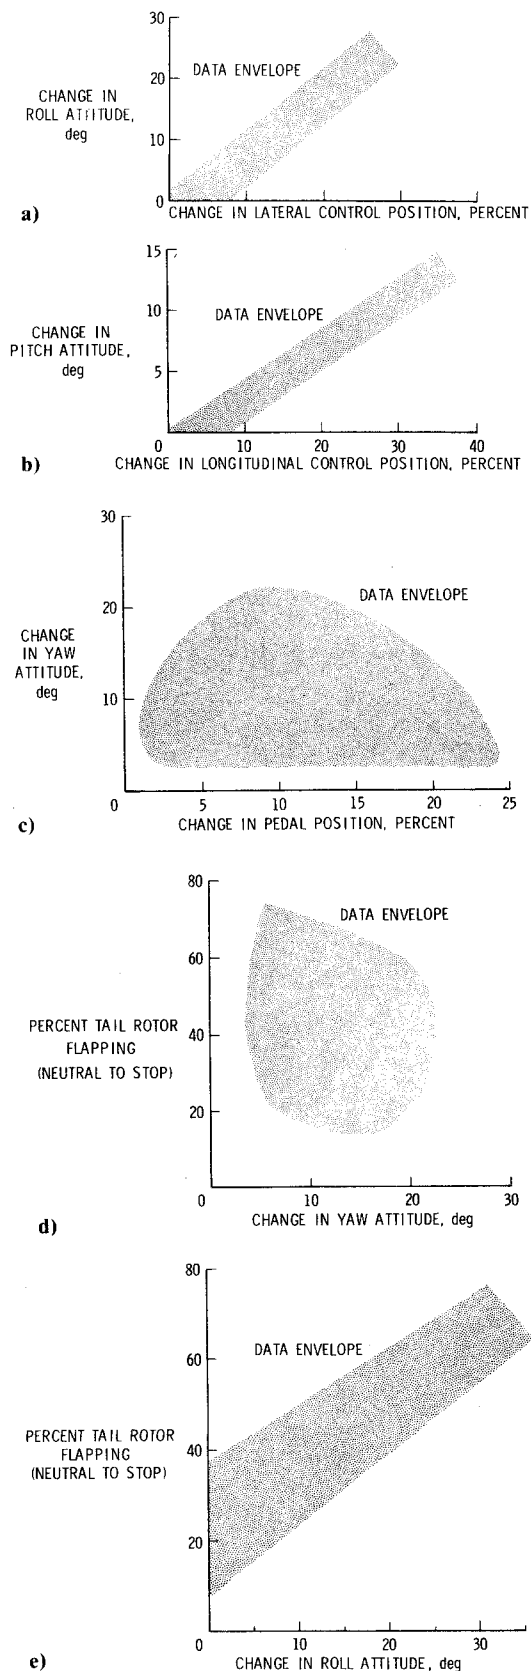 30
DATA ENVELOPE
20
CHANGE IN
ROLL ATTITUDE,
deg
10
0
a)
CHANGE IN LATERAL CONTROL POSITION, PERCENT
15
10
DATA ENVELOPE
CHANGE IN
PITCH ATTITUDE,
deg
5
0 10 20 30 40
b)
CHANGE IN LONGITUDINAL CONTROL POSITION, PERCENT
30
DATA ENVELOPE
20
CHANGE
IN YAW
ATTITUDE,
deg
10
0 5 10 15 20 25
c)
CHANGE IN PEDAL POSITION, PERCENT
80
DATA ENVELOPE
60
PERCENT TAIL ROTOR
FLAPPING
(NEUTRAL TO STOP)
40
20
0 10 20 30
CHANGE IN YAW ATTITUDE, deg
d)
80
DATA ENVELOPE
60
PERCENT TAIL ROTOR
FLAPPING
(NEUTRAL TO STOP)
40
20
0 10 20 30
e)
CHANGE IN ROLL ATTITUDE, deg